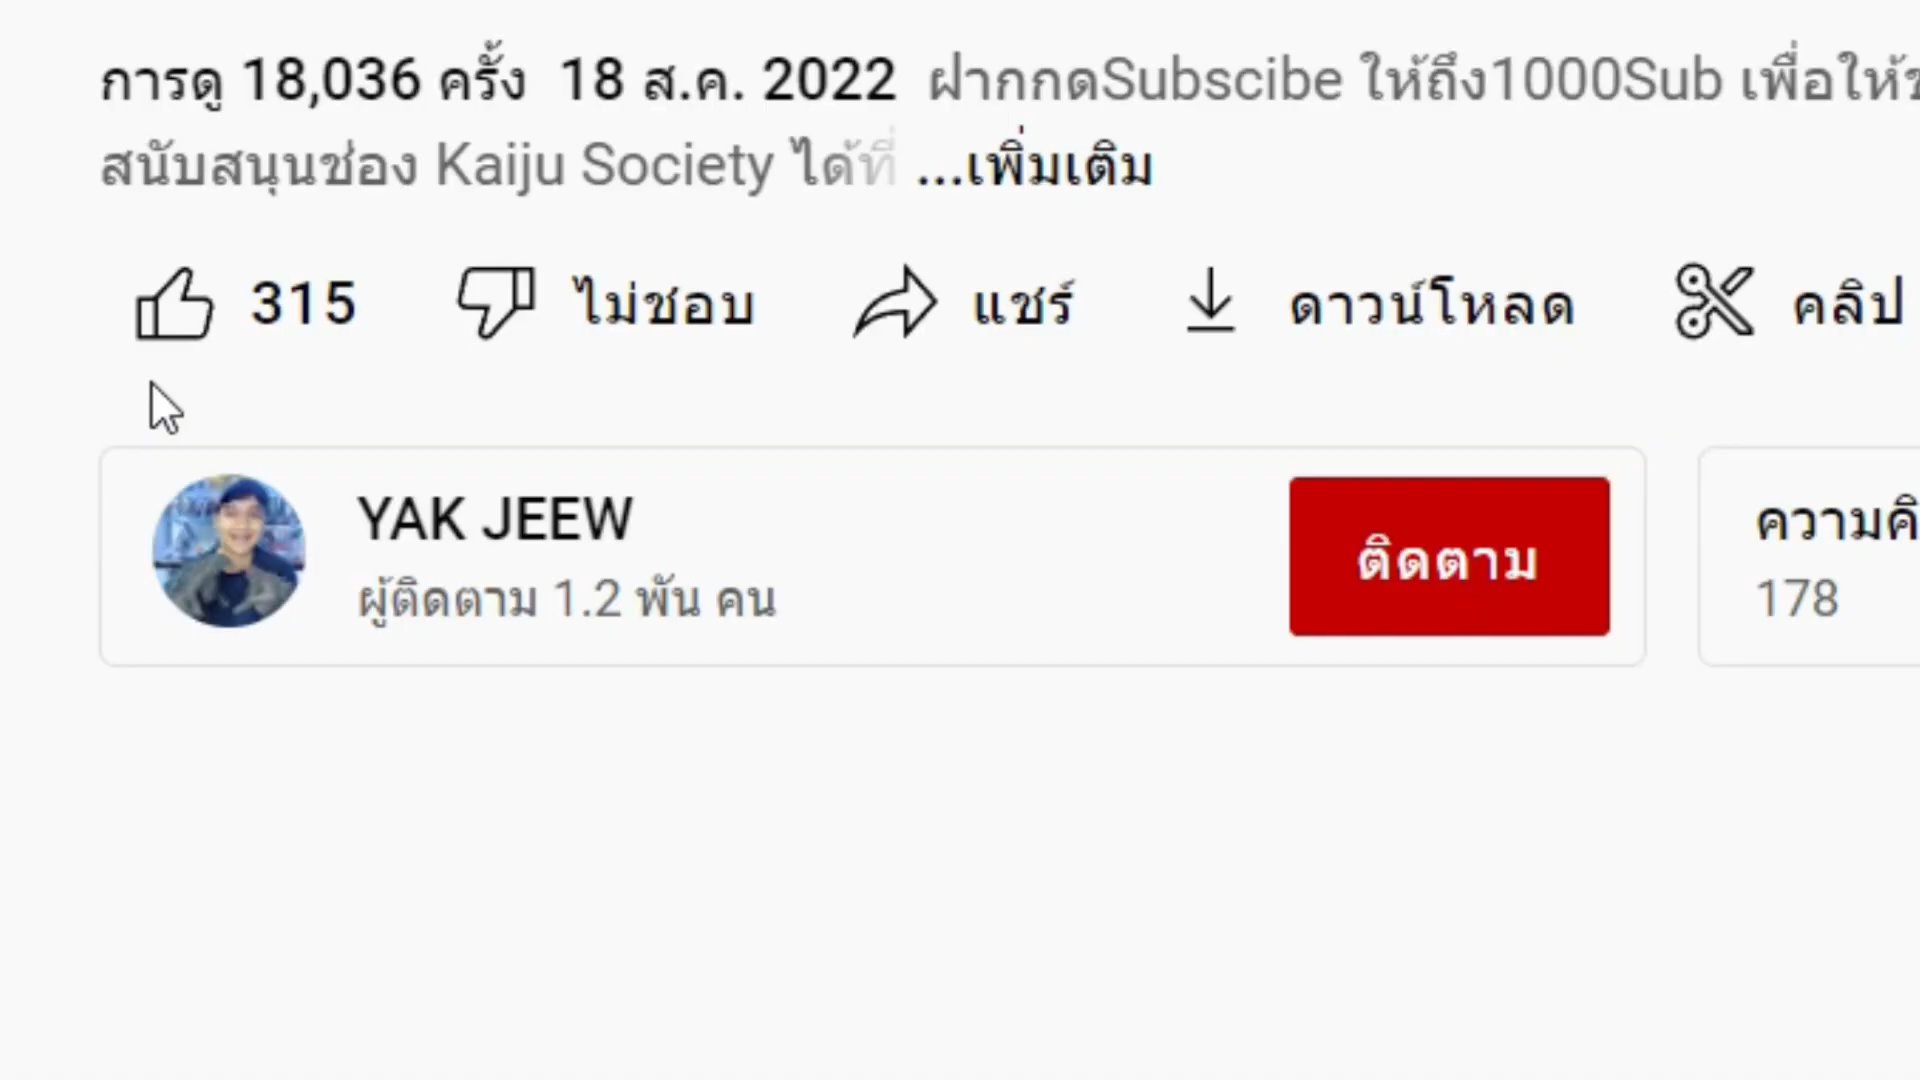 การดู 18,036 ครั้ง 18 ส.ค. 2022 ฝากกดSubscibe ให้ถึง1000Sub เพื่อให้
สนับสนุนช่อง Kaiju Society ได้ที่ ...เพิ่มเติม
315 ไม่ชอบ แชร์ ดาวน์โหลด คลิป
YAK JEEW
ผู้ติดตาม 1.2 พัน คน
ติดตาม
ความคิ
178